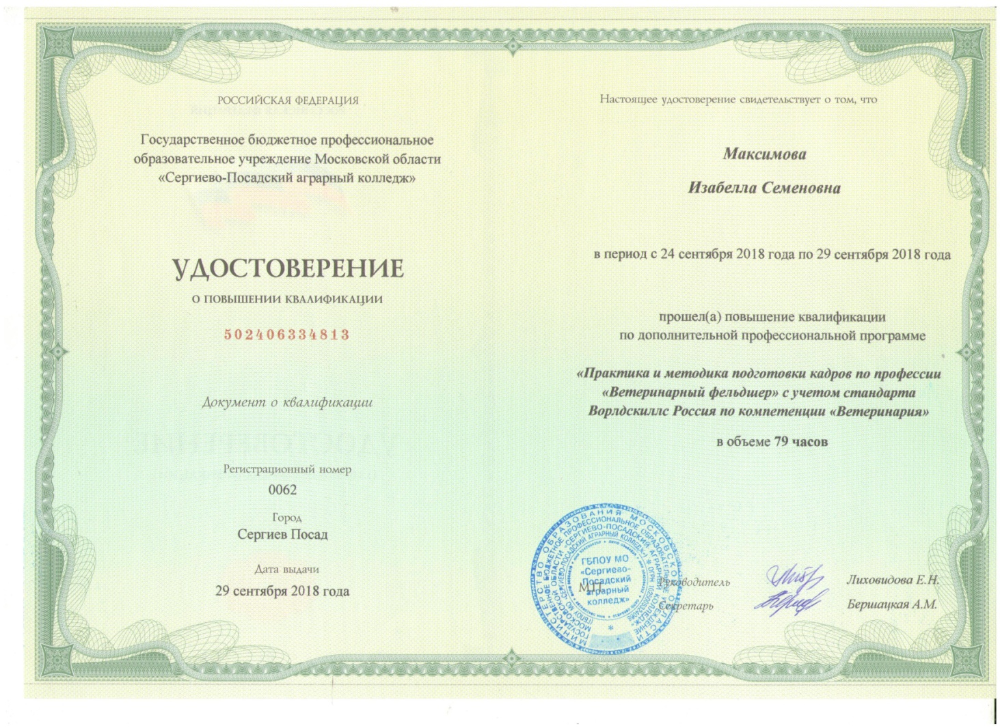 РОССИЙСКАЯ ФЕДЕРАЦИЯ
Государственное бюджетное профессиональное
образовательное учреждение Московской области
«Сергиево-Посадский аграрный колледж»
УДОСТОВЕРЕНИЕ
О ПОВЫШЕНИИ КВАЛИФИКАЦИИ
502406334813
Документ о квалификации
Регистрационный номер
0062
Город
Сергиев Посад
Дата выдачи
29 сентября 2018 года
Настоящее удостоверение свидетельствует о том, что
Максимова
Изабелла Семеновна
в период с 24 сентября 2018 года по 29 сентября 2018 года
прошел(а) повышение квалификации
по дополнительной профессиональной программе
«Практика и методика подготовки кадров по профессии
«Ветеринарный фельдшер» с учетом стандарта
Ворлдскиллс Россия по компетенции «Ветеринария»
в объеме 79 часов
МИНИСТЕРСТВО ОБРАЗОВАНИЯ МОСКОВСКОЙ ОБЛАСТИ
ГБПОУ МО
«Сергиево-
Посадский
аграрный
колледж»
М.П.
Руководитель
Лиховидова Е.Н.
Секретарь
Бершацкая А.М.